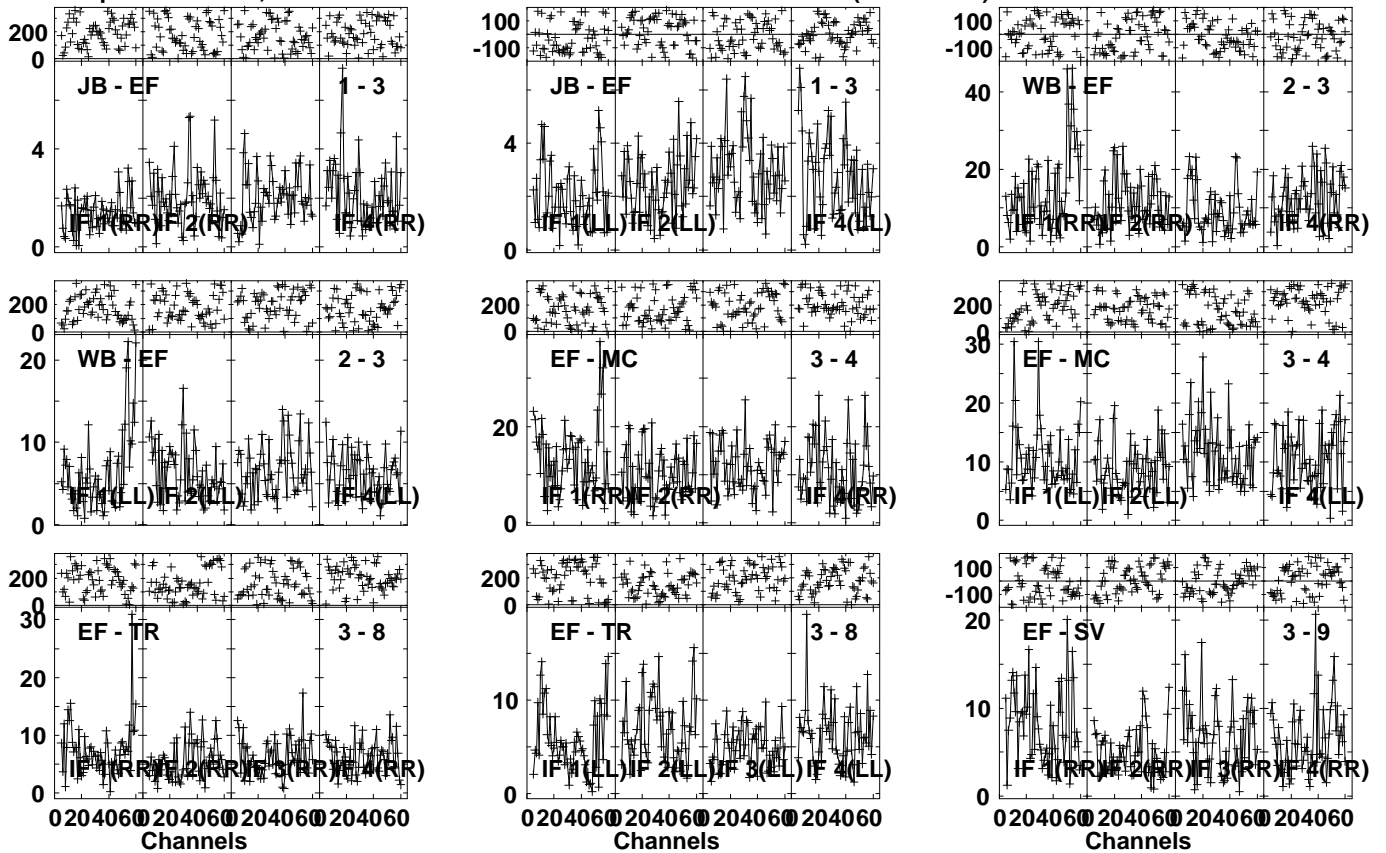 200
0
100
-100
100
-100
JB - EF 1 - 3
JB - EF 1 - 3
WB - EF 2 - 3
4
0
4
0
40
20
0
IF 1(RR) IF 2(RR) IF 4(RR)
IF 1(LL) IF 2(LL) IF 4(LL)
IF 1(RR) IF 2(RR) IF 4(RR)
200
0
200
0
200
0
WB - EF 2 - 3
EF - MC 3 - 4
EF - MC 3 - 4
20
10
0
20
0
30
20
10
0
IF 1(LL) IF 2(LL) IF 4(LL)
IF 1(RR) IF 2(RR) IF 4(RR)
IF 1(LL) IF 2(LL) IF 4(LL)
200
0
200
0
100
-100
EF - TR 3 - 8
EF - TR 3 - 8
EF - SV 3 - 9
30
20
10
0
10
0
20
10
0
IF 1(RR) IF 2(RR) IF 3(RR) IF 4(RR)
IF 1(LL) IF 2(LL) IF 3(LL) IF 4(LL)
IF 1(RR) IF 2(RR) IF 3(RR) IF 4(RR)
0 20 40 60 0 20 40 60 0 20 40 60 0 20 40 60
0 20 40 60 0 20 40 60 0 20 40 60 0 20 40 60
0 20 40 60 0 20 40 60 0 20 40 60 0 20 40 60
Channels
Channels
Channels